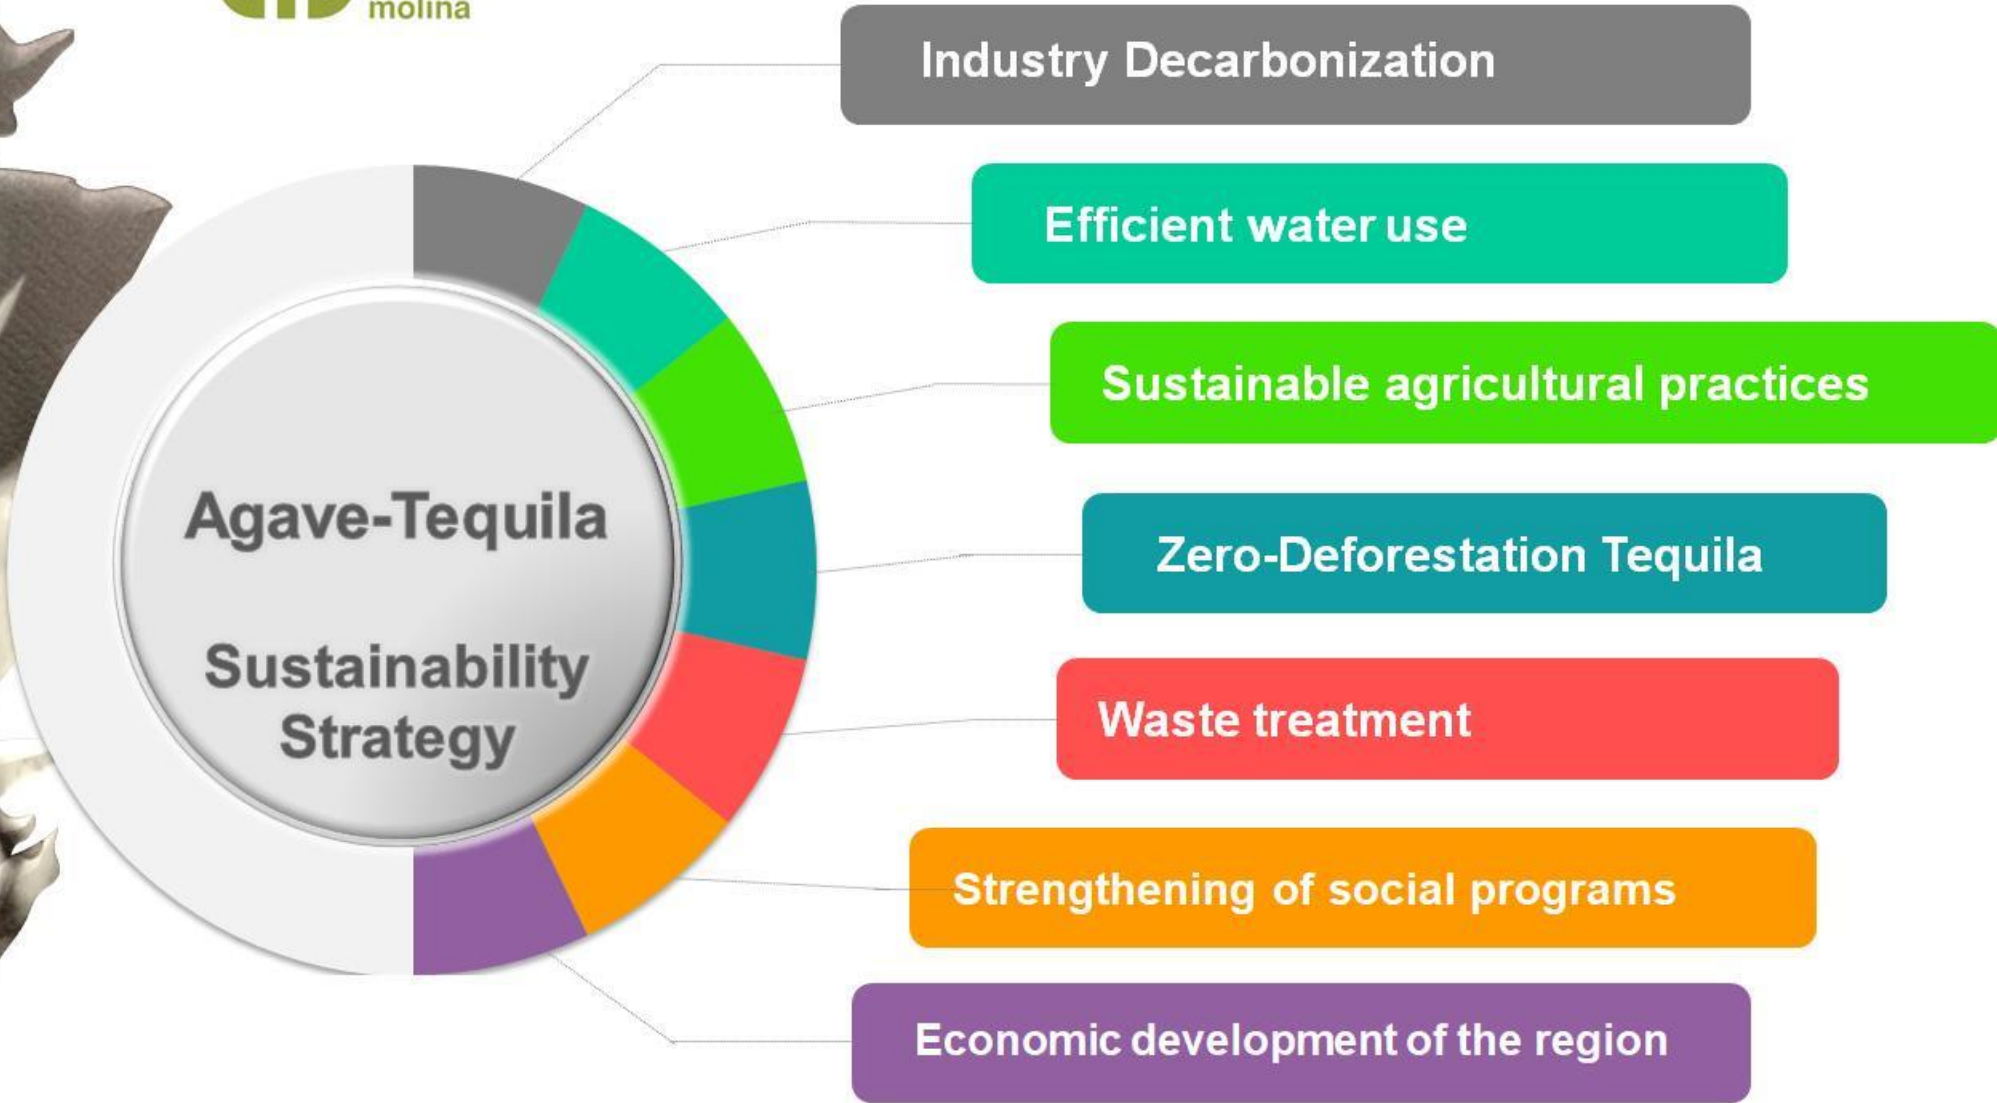 molina
Industry Decarbonization
Efficient water use
Sustainable agricultural practices
Agave-Tequila
Sustainability
Strategy
Zero-Deforestation Tequila
Waste treatment
Strengthening of social programs
Economic development of the region